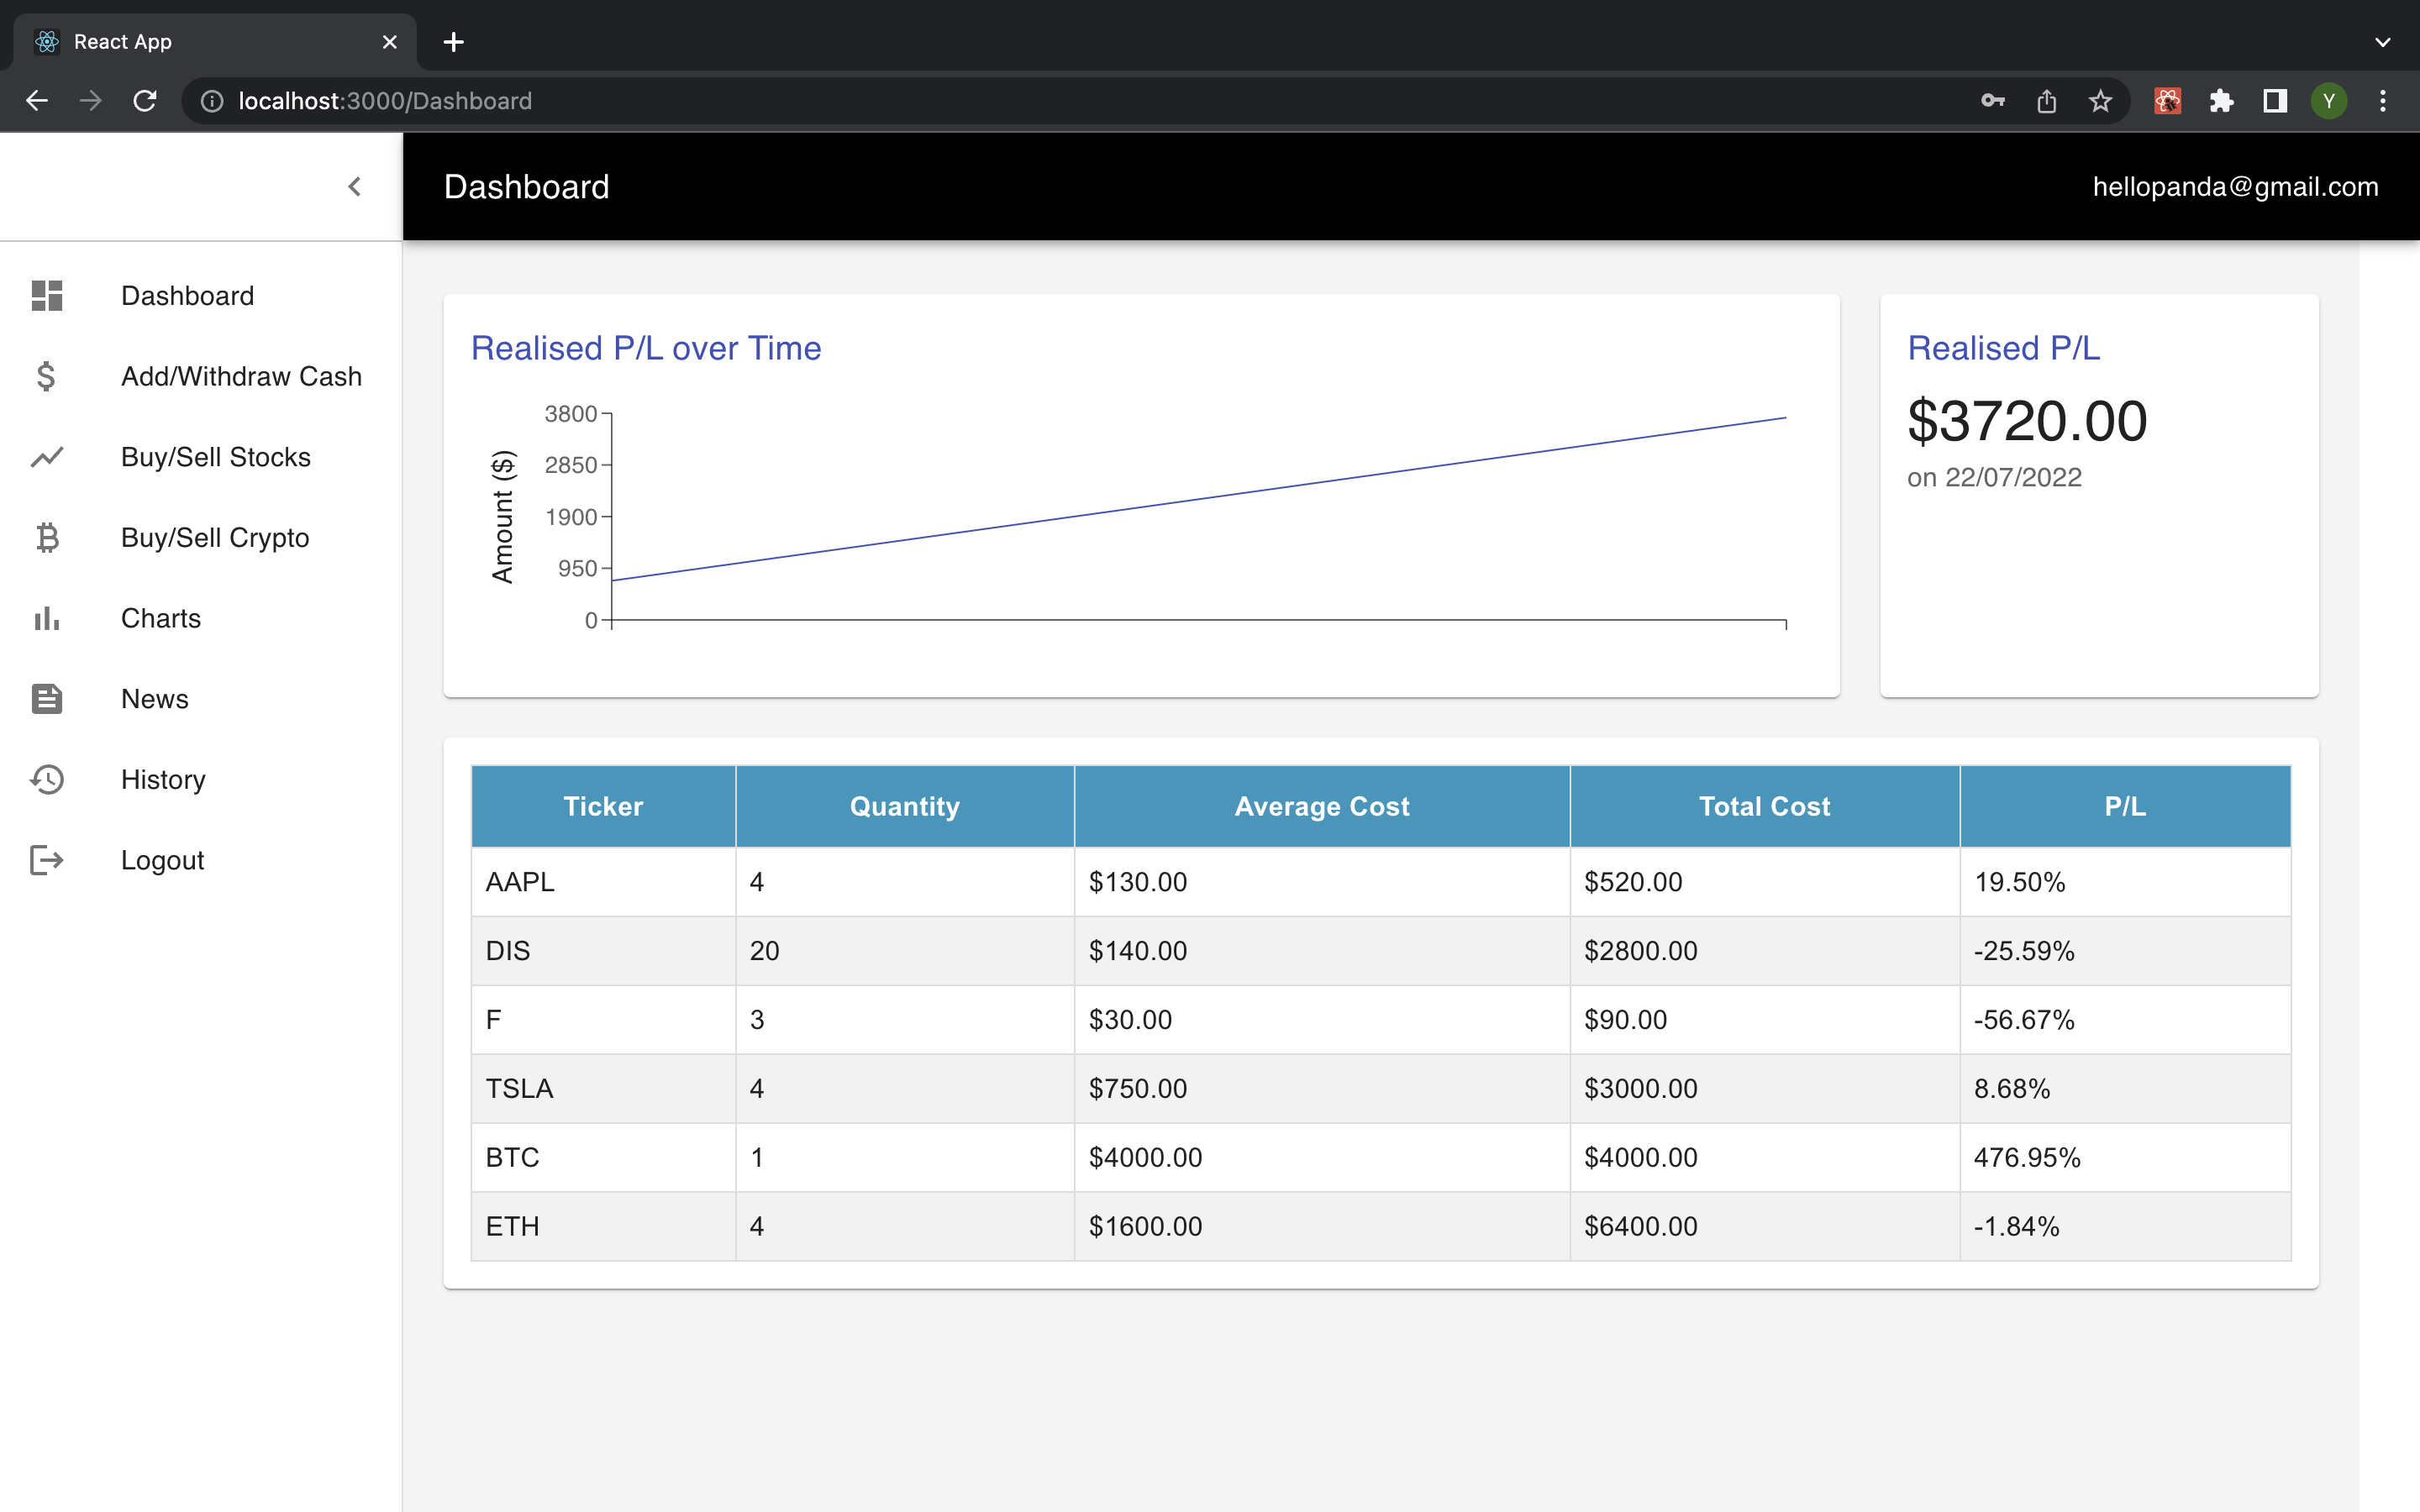 React App
localhost:3000/Dashboard
Y
Dashboard
hellopanda@gmail.com
Dashboard
Add/Withdraw Cash
Buy/Sell Stocks
Buy/Sell Crypto
Charts
News
History
Logout
Realised P/L over Time
Amount ($)
3800
2850
1900
950
0
Realised P/L
$3720.00
on 22/07/2022
Ticker Quantity Average Cost Total Cost P/L
AAPL 4 $130.00 $520.00 19.50%
DIS 20 $140.00 $2800.00 -25.59%
F 3 $30.00 $90.00 -56.67%
TSLA 4 $750.00 $3000.00 8.68%
BTC 1 $4000.00 $4000.00 476.95%
ETH 4 $1600.00 $6400.00 -1.84%